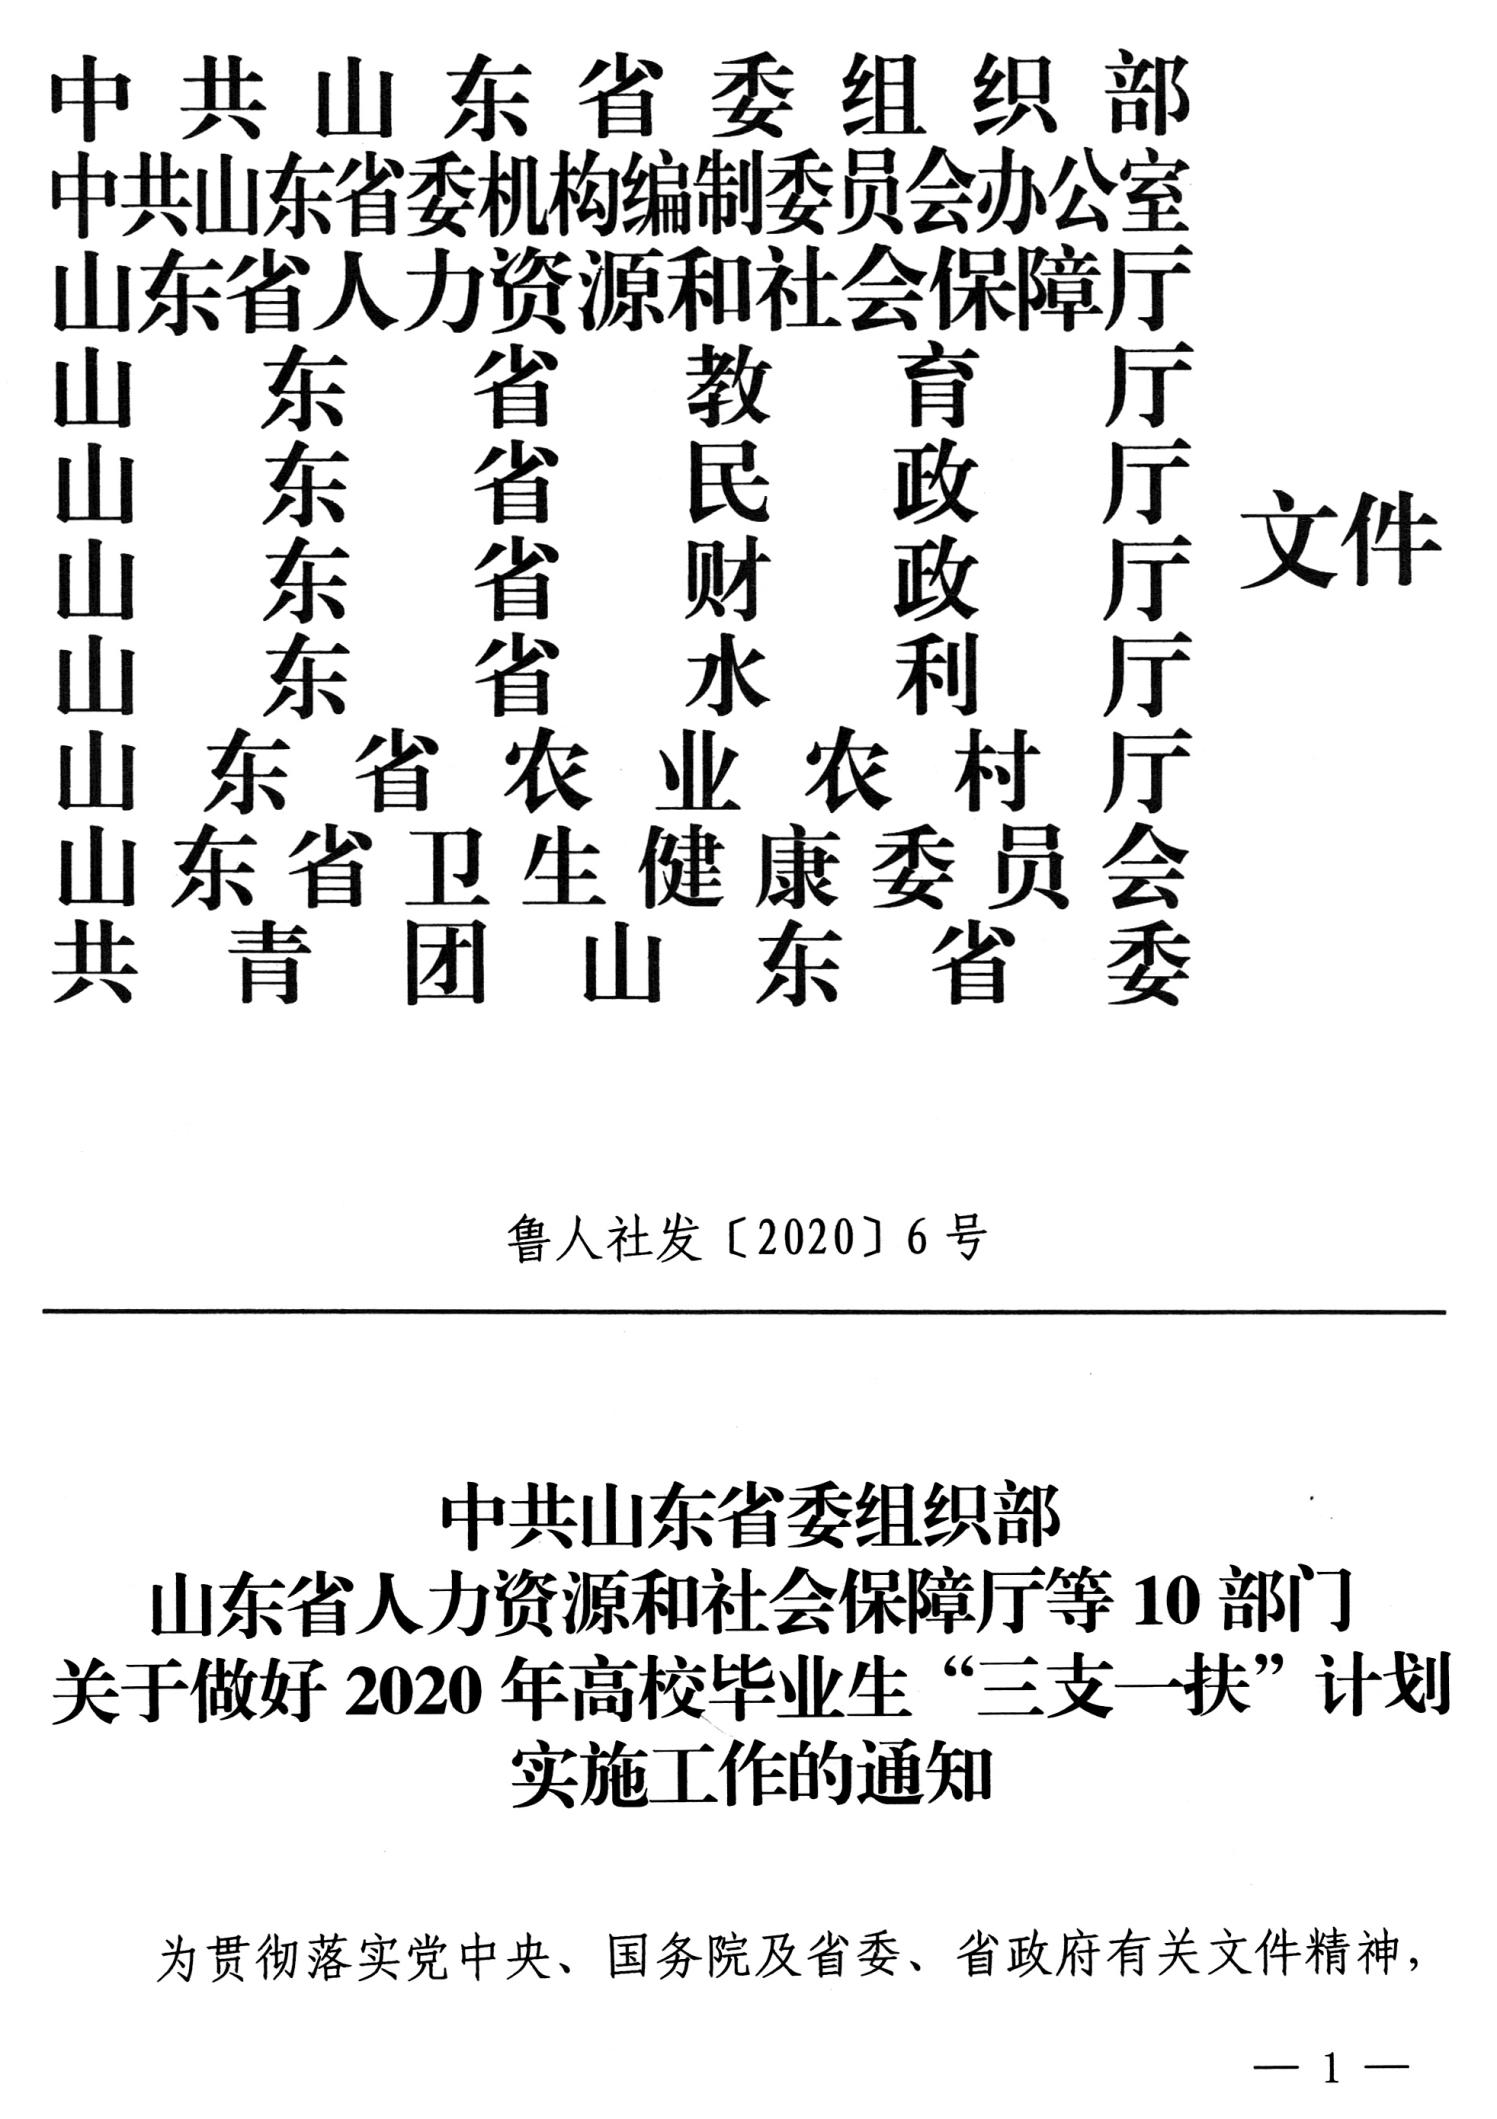 中共山东省委组织部
中共山东省委机构编制委员会办公室
山东省人力资源和社会保障厅
山东省教育厅
山东省民政厅
山东省财政厅
山东省水利厅
山东省农业农村厅
山东省卫生健康委员会
共青团山东省委
文件
鲁人社发〔2020〕6号
中共山东省委组织部
山东省人力资源和社会保障厅等10部门
关于做好2020年高校毕业生“三支一扶”计划
实施工作的通知
为贯彻落实党中央、国务院及省委、省政府有关文件精神，
— 1 —